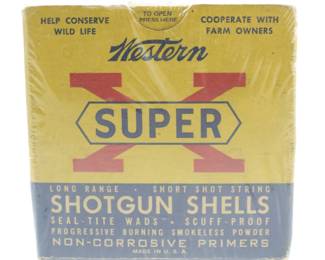 HELP CONSERVE WILD LIFE
TO OPEN PRESS HERE
COOPERATE WITH FARM OWNERS
Western
X
SUPER
LONG RANGE • SHORT SHOT STRING
SHOTGUN SHELLS
SEAL-TITE WADS • SCUFF-PROOF
PROGRESSIVE BURNING SMOKELESS POWDER
NON-CORROSIVE PRIMERS
MADE IN U.S.A.